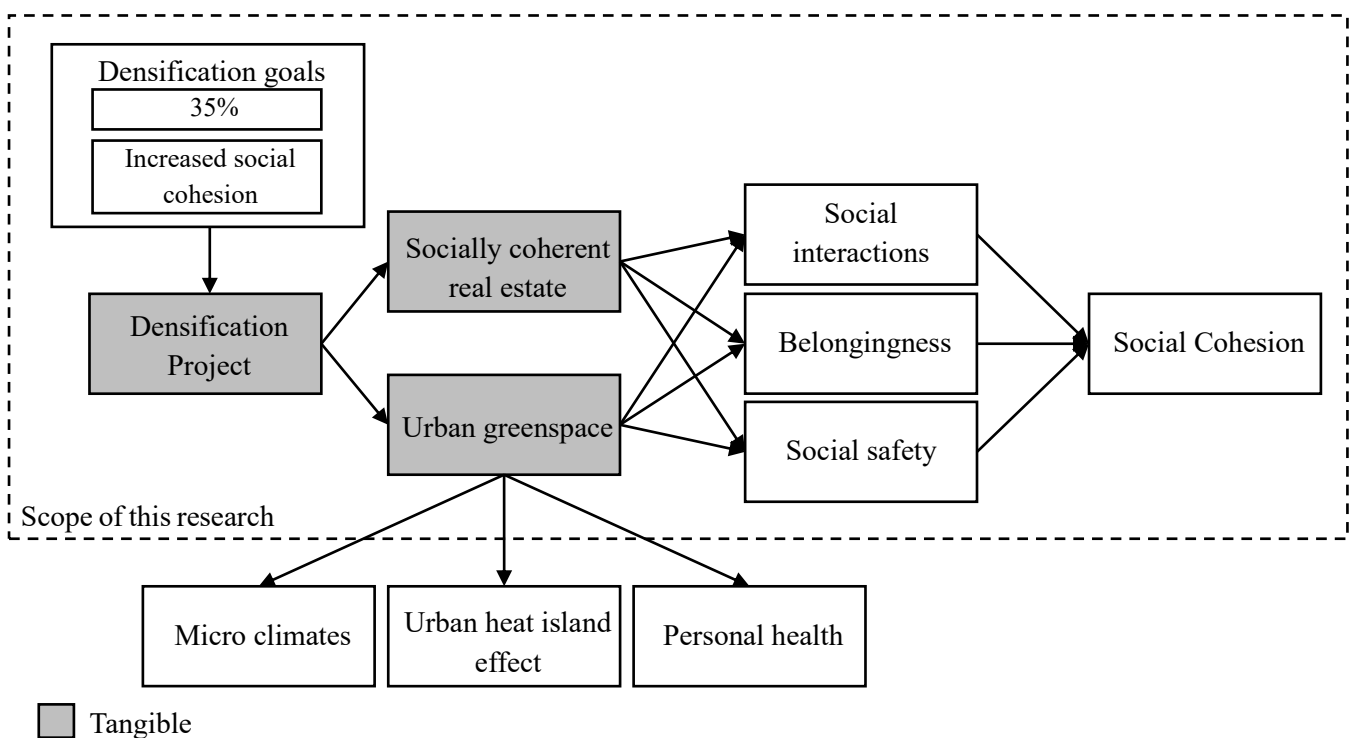 Densification goals
35%
Increased social
cohesion
Densification
Project
Socially coherent
real estate
Urban greenspace
Social
interactions
Belongingness
Social safety
Social Cohesion
Scope of this research
Micro climates
Urban heat island
effect
Personal health
Tangible